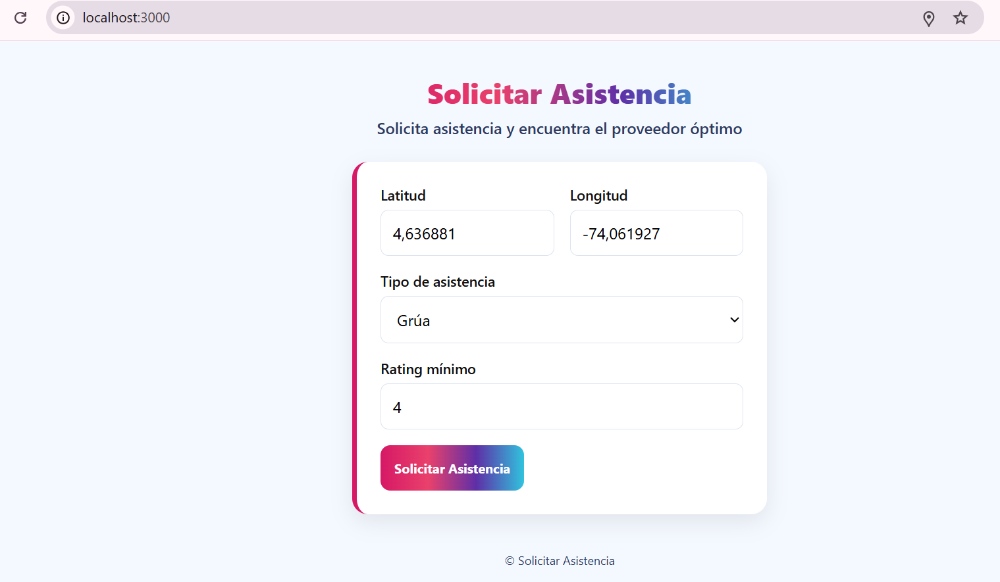 localhost:3000
Solicitar Asistencia
Solicita asistencia y encuentra el proveedor óptimo
Latitud
Longitud
4,636881
-74,061927
Tipo de asistencia
Grúa
Rating mínimo
4
Solicitar Asistencia
© Solicitar Asistencia